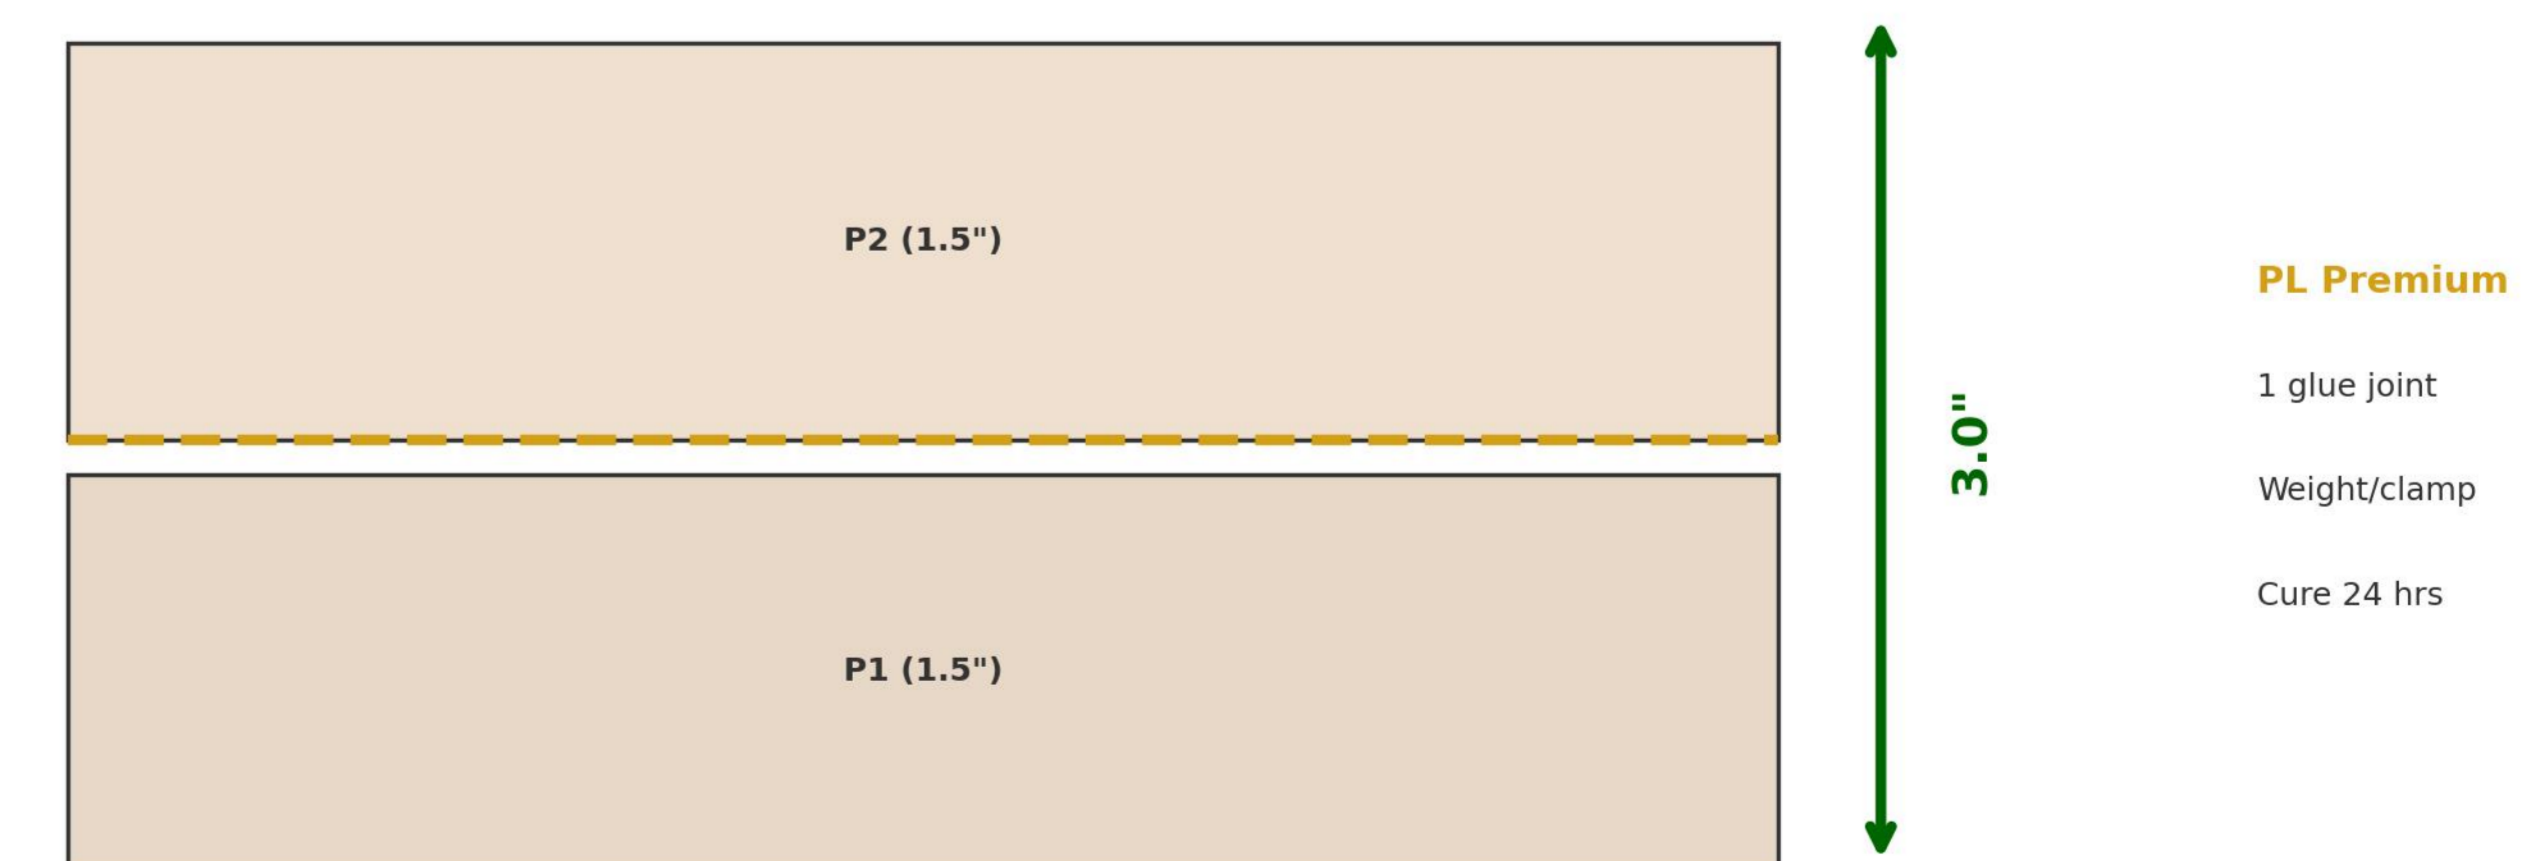 P2 (1.5")
P1 (1.5")
3.0"
PL Premium
1 glue joint
Weight/clamp
Cure 24 hrs